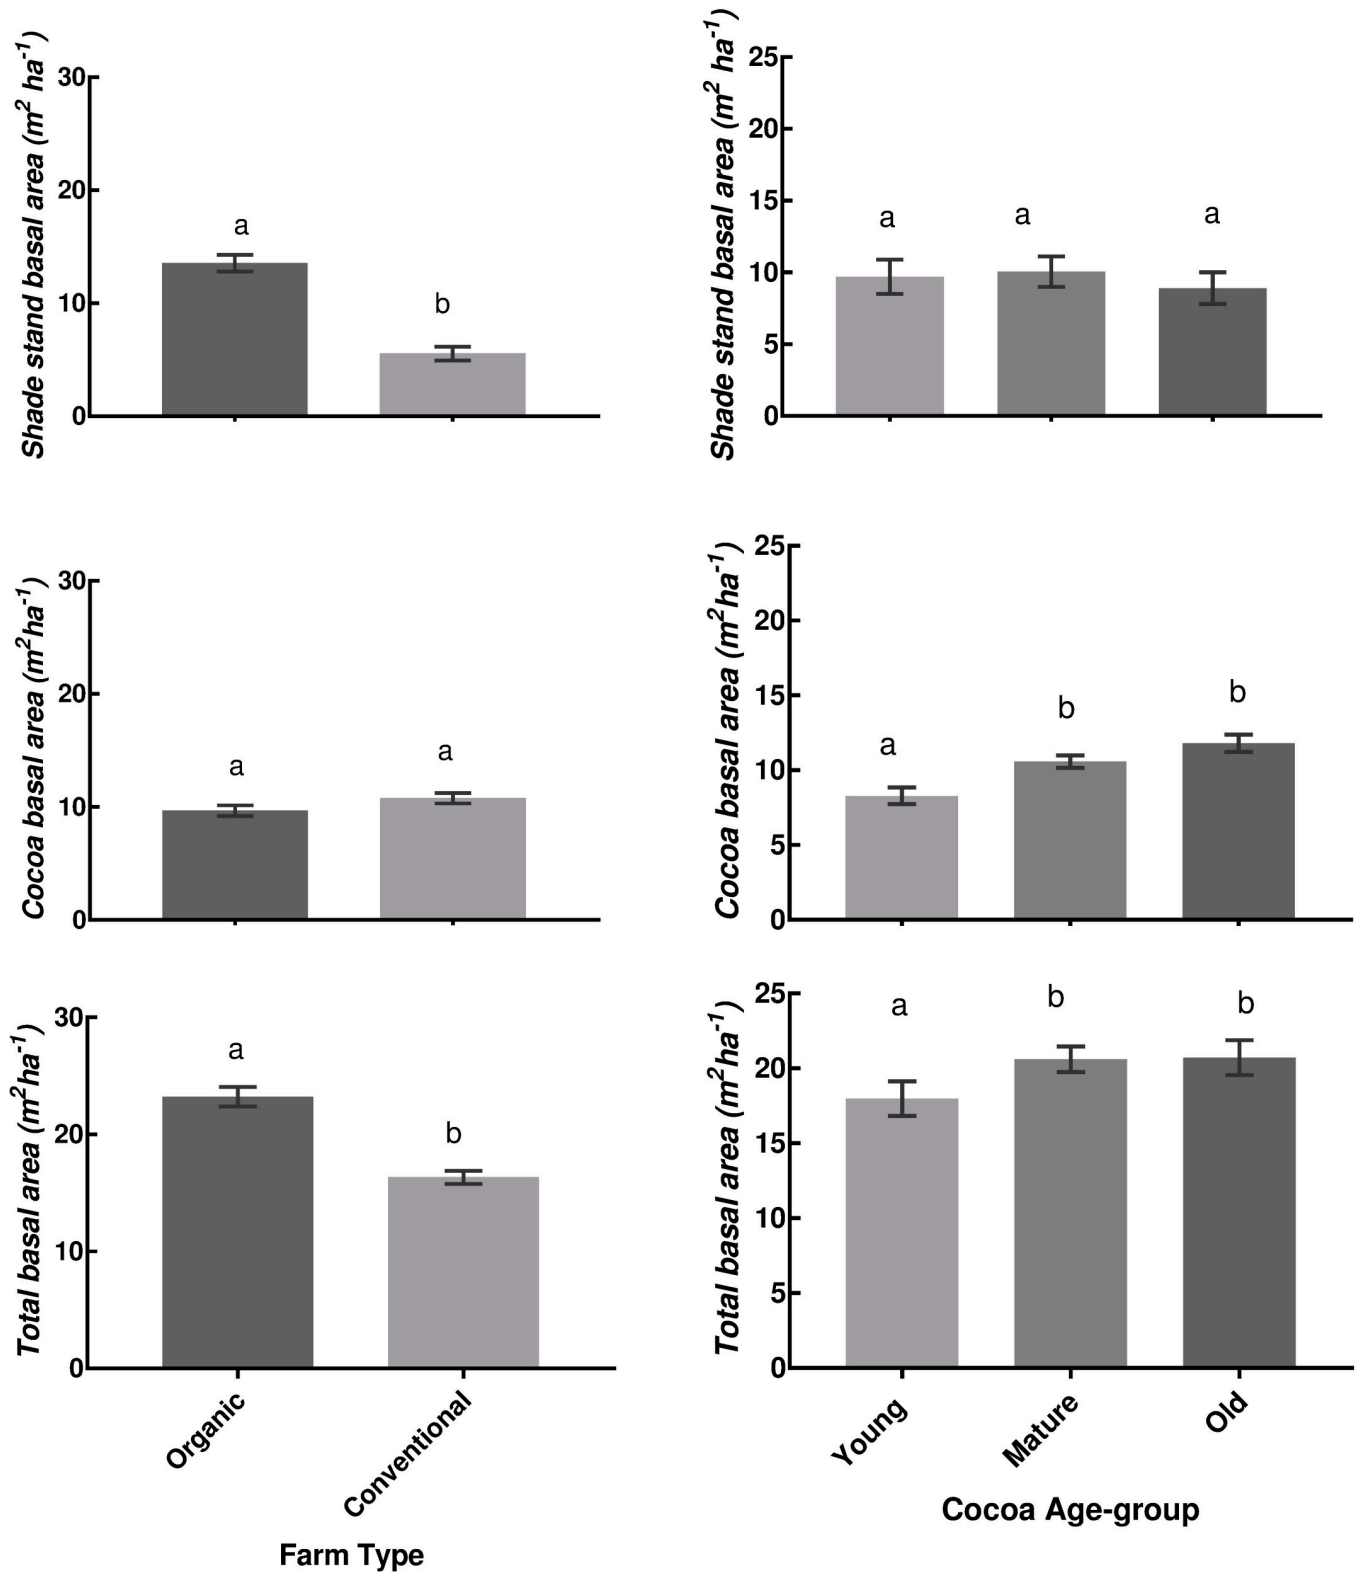 Shade stand basal area (m² ha⁻¹)
30
20
10
0
a
b
Shade stand basal area (m² ha⁻¹)
25
20
15
10
5
0
a
a
a
Cocoa basal area (m²ha⁻¹)
30
20
10
0
a
a
Cocoa basal area (m²ha⁻¹)
25
20
15
10
5
0
a
b
b
Total basal area (m²ha⁻¹)
30
20
10
0
a
b
Organic
Conventional
Farm Type
Total basal area (m²ha⁻¹)
25
20
15
10
5
0
a
b
b
Young
Mature
Old
Cocoa Age-group